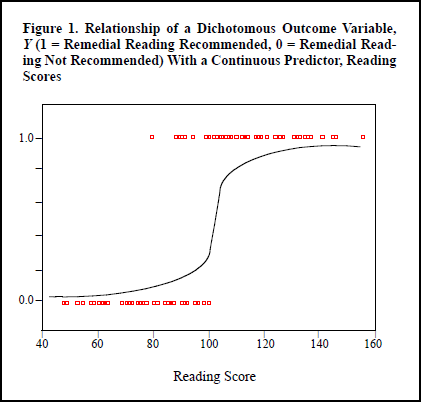 Figure 1. Relationship of a Dichotomous Outcome Variable,
Y (1 = Remedial Reading Recommended, 0 = Remedial Read-
ing Not Recommended) With a Continuous Predictor, Reading
Scores
1.0
0.0
40 60 80 100 120 140 160
Reading Score